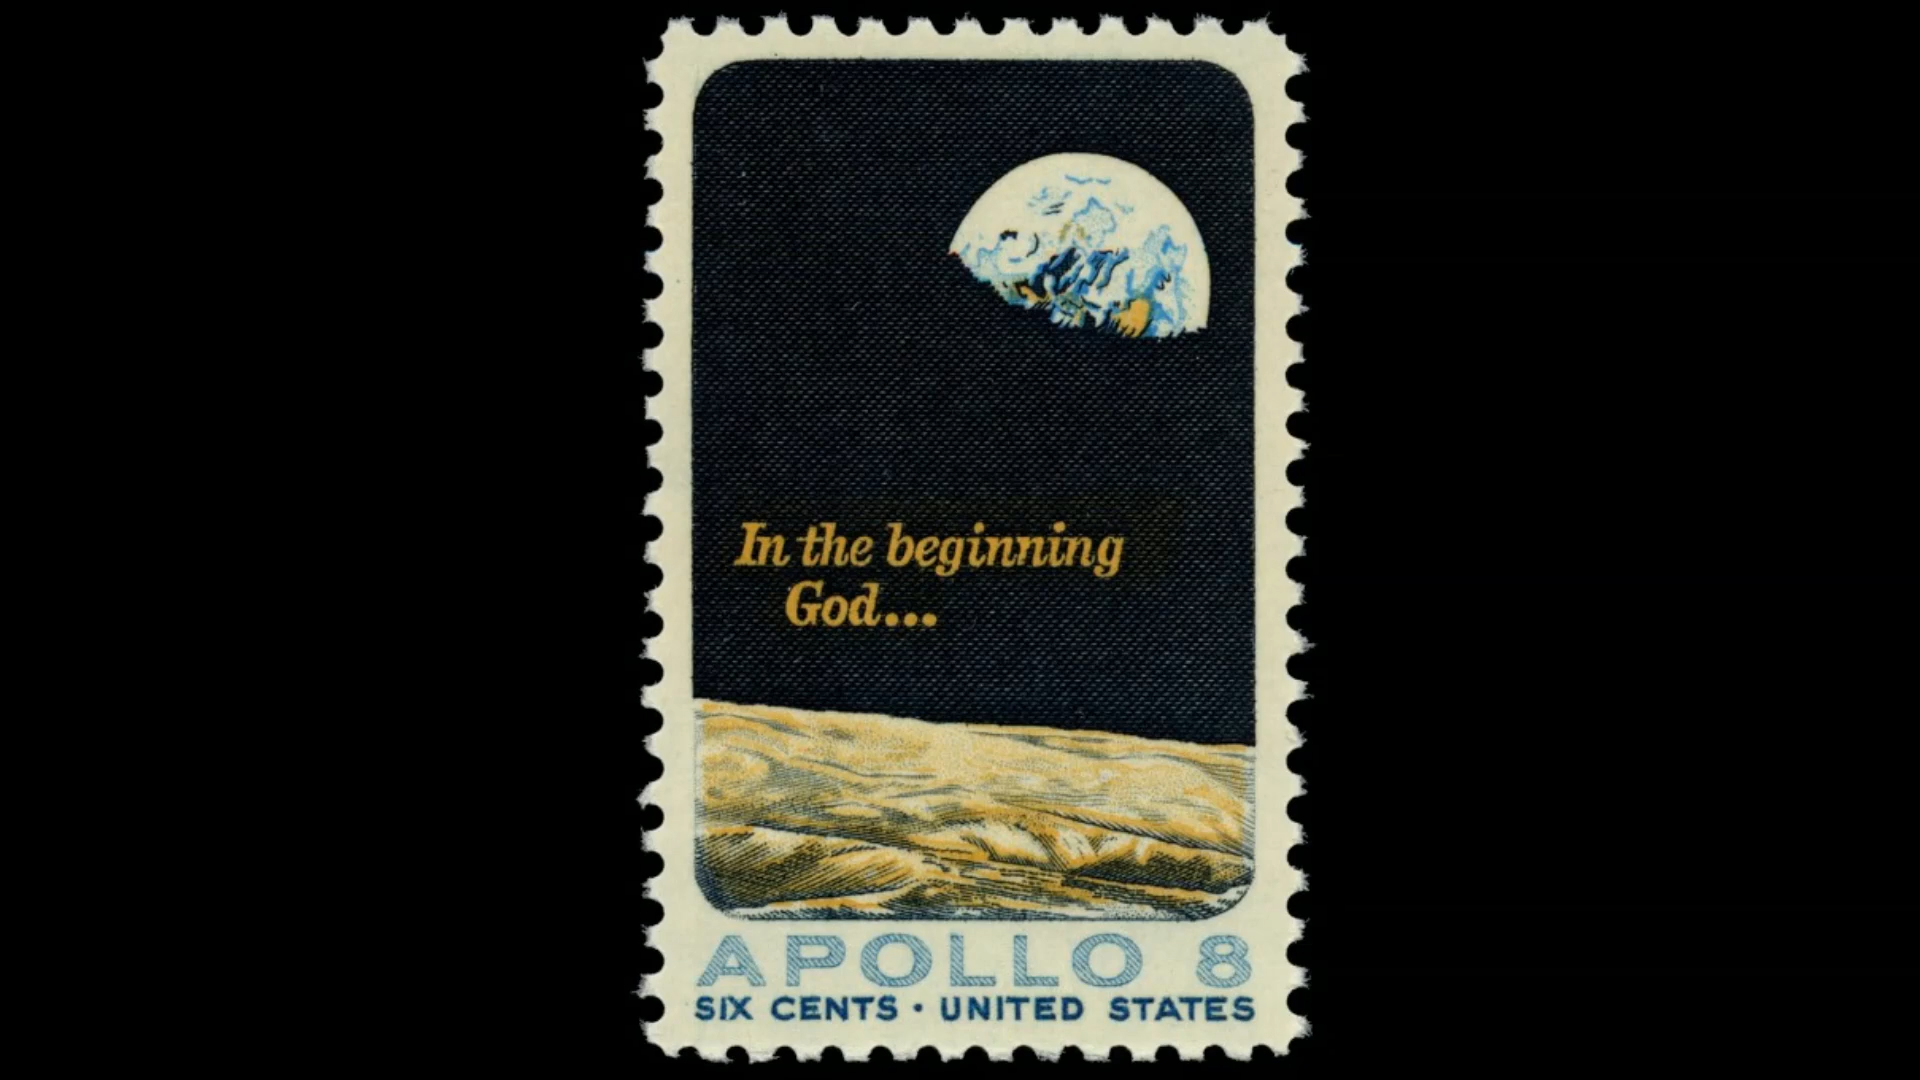 In the beginning
God...
APOLLO 8
SIX CENTS · UNITED STATES